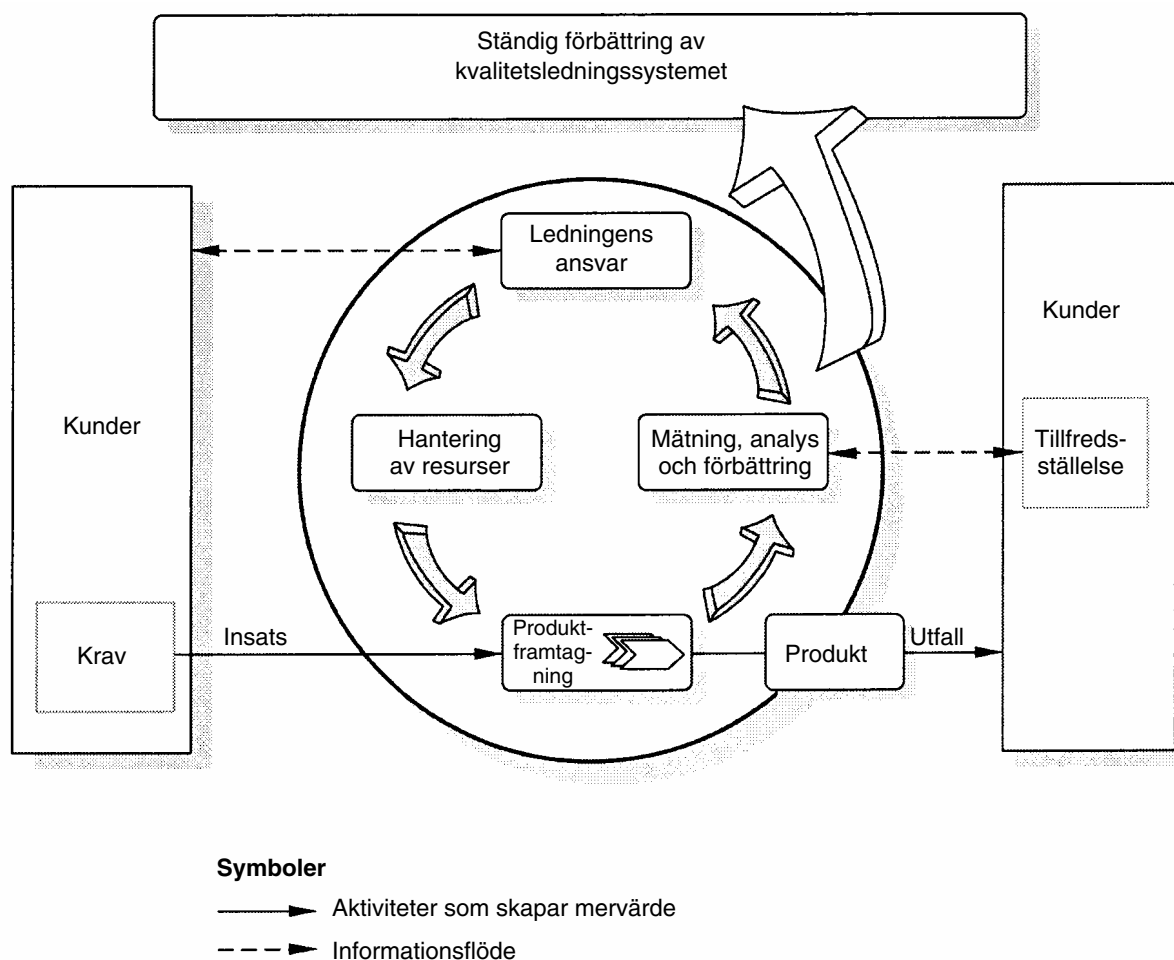 Ständig förbättring av
kvalitetsledningssystemet
Ledningens
ansvar
Kunder
Kunder
Hantering
av resurser
Mätning, analys
och förbättring
Tillfreds-
ställelse
Krav
Insats
Produkt-
framtag-
ning
Produkt
Utfall
Symboler
Aktiviteter som skapar mervärde
Informationsflöde